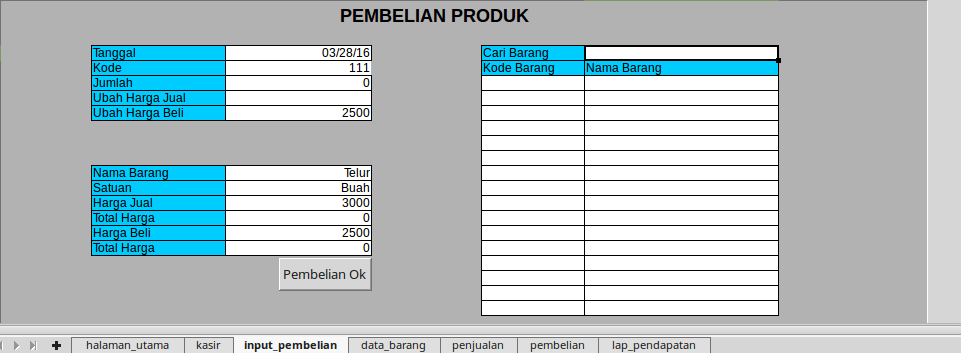 PEMBELIAN PRODUK
Tanggal 03/28/16
Kode 111
Jumlah 0
Ubah Harga Jual
Ubah Harga Beli 2500
Cari Barang
Kode Barang Nama Barang
Nama Barang Telur
Satuan Buah
Harga Jual 3000
Total Harga 0
Harga Beli 2500
Total Harga 0
Pembelian Ok
halaman_utama kasir input_pembelian data_barang penjualan pembelian lap_pendapatan